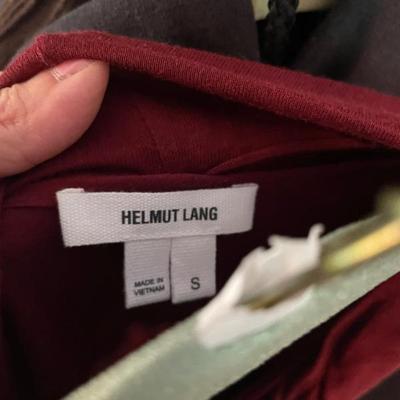 HELMUT LANG
MADE IN
VIETNAM
S